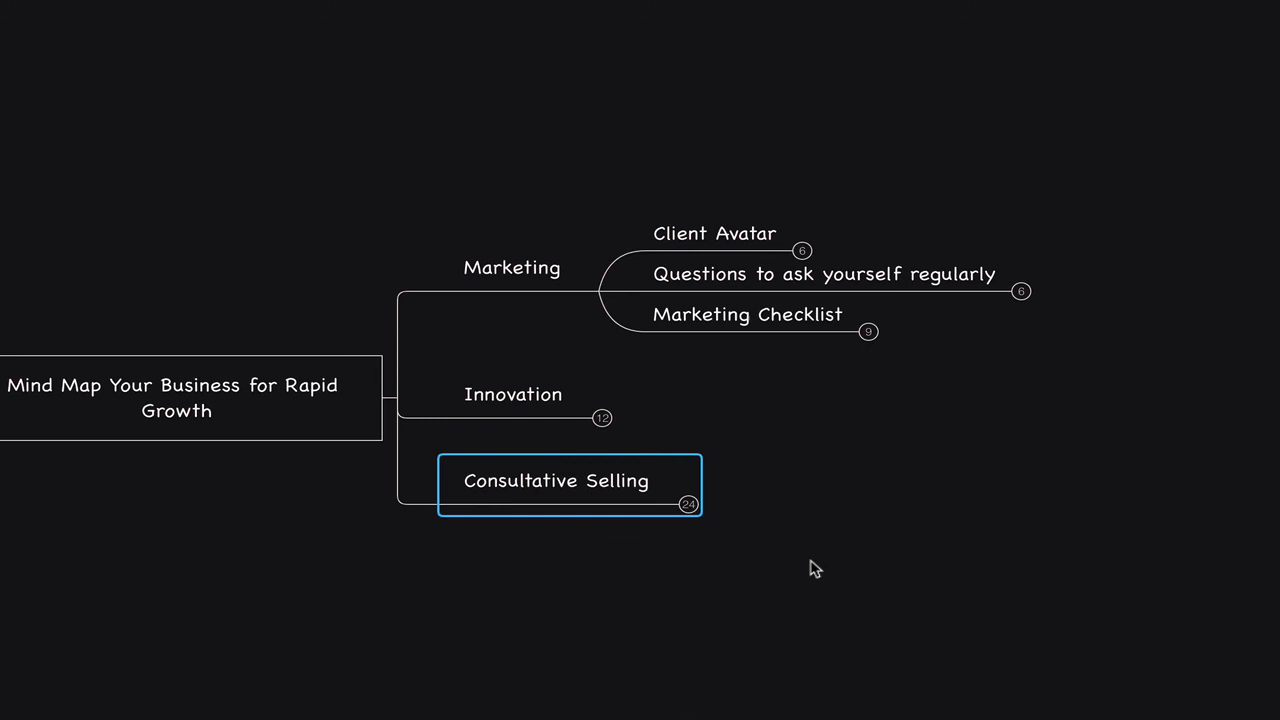 Client Avatar
6
Marketing
Questions to ask yourself regularly
6
Marketing Checklist
9
Mind Map Your Business for Rapid
Growth
Innovation
12
Consultative Selling
24